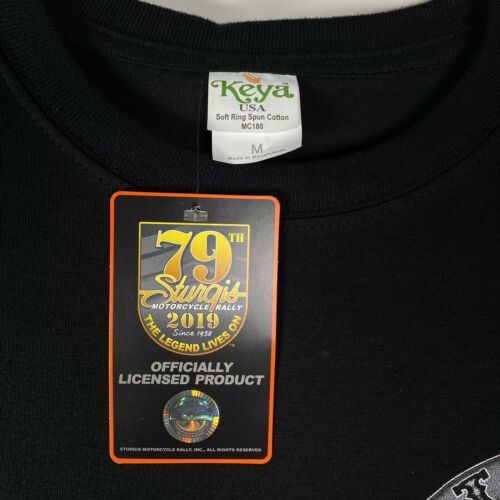 Keya
USA
Soft Ring Spun Cotton
MC180
M
79TH
Sturgis
MOTORCYCLE RALLY
2019
Since 1938
THE LEGEND LIVES ON
OFFICIALLY
LICENSED PRODUCT
STURGIS MOTORCYCLE RALLY, INC., ALL RIGHTS RESERVED